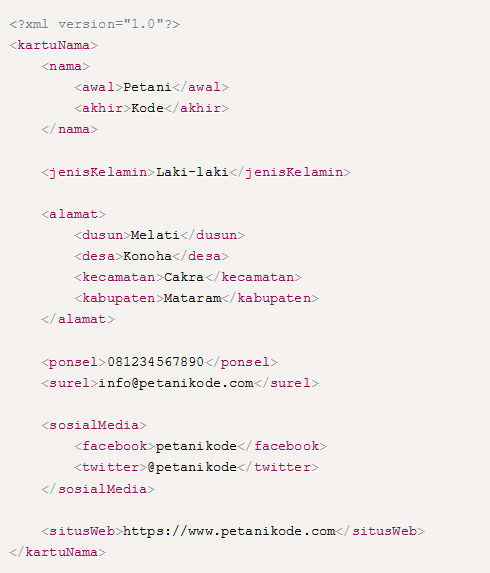 <?xml version="1.0"?>
<kartuNama>
    <nama>
        <awal>Petani</awal>
        <akhir>Kode</akhir>
    </nama>

    <jenisKelamin>Laki-laki</jenisKelamin>

    <alamat>
        <dusun>Melati</dusun>
        <desa>Konoha</desa>
        <kecamatan>Cakra</kecamatan>
        <kabupaten>Mataram</kabupaten>
    </alamat>

    <ponsel>081234567890</ponsel>
    <surel>info@petanikode.com</surel>

    <sosialMedia>
        <facebook>petanikode</facebook>
        <twitter>@petanikode</twitter>
    </sosialMedia>

    <situsWeb>https://www.petanikode.com</situsWeb>
</kartuNama>